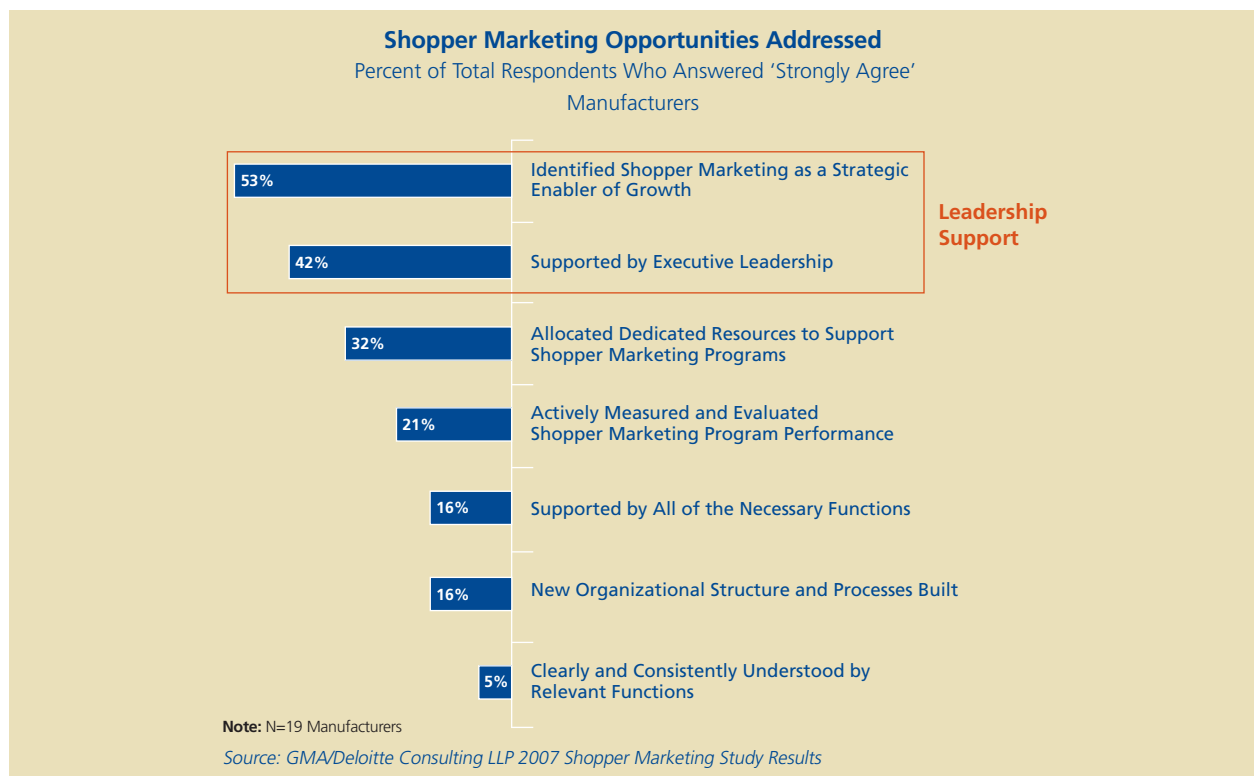 Shopper Marketing Opportunities Addressed
Percent of Total Respondents Who Answered ‘Strongly Agree’
Manufacturers
53%
Identified Shopper Marketing as a Strategic
Enabler of Growth
Leadership
Support
42%
Supported by Executive Leadership
32%
Allocated Dedicated Resources to Support
Shopper Marketing Programs
21%
Actively Measured and Evaluated
Shopper Marketing Program Performance
16%
Supported by All of the Necessary Functions
16%
New Organizational Structure and Processes Built
5%
Clearly and Consistently Understood by
Relevant Functions
Note: N=19 Manufacturers
Source: GMA/Deloitte Consulting LLP 2007 Shopper Marketing Study Results